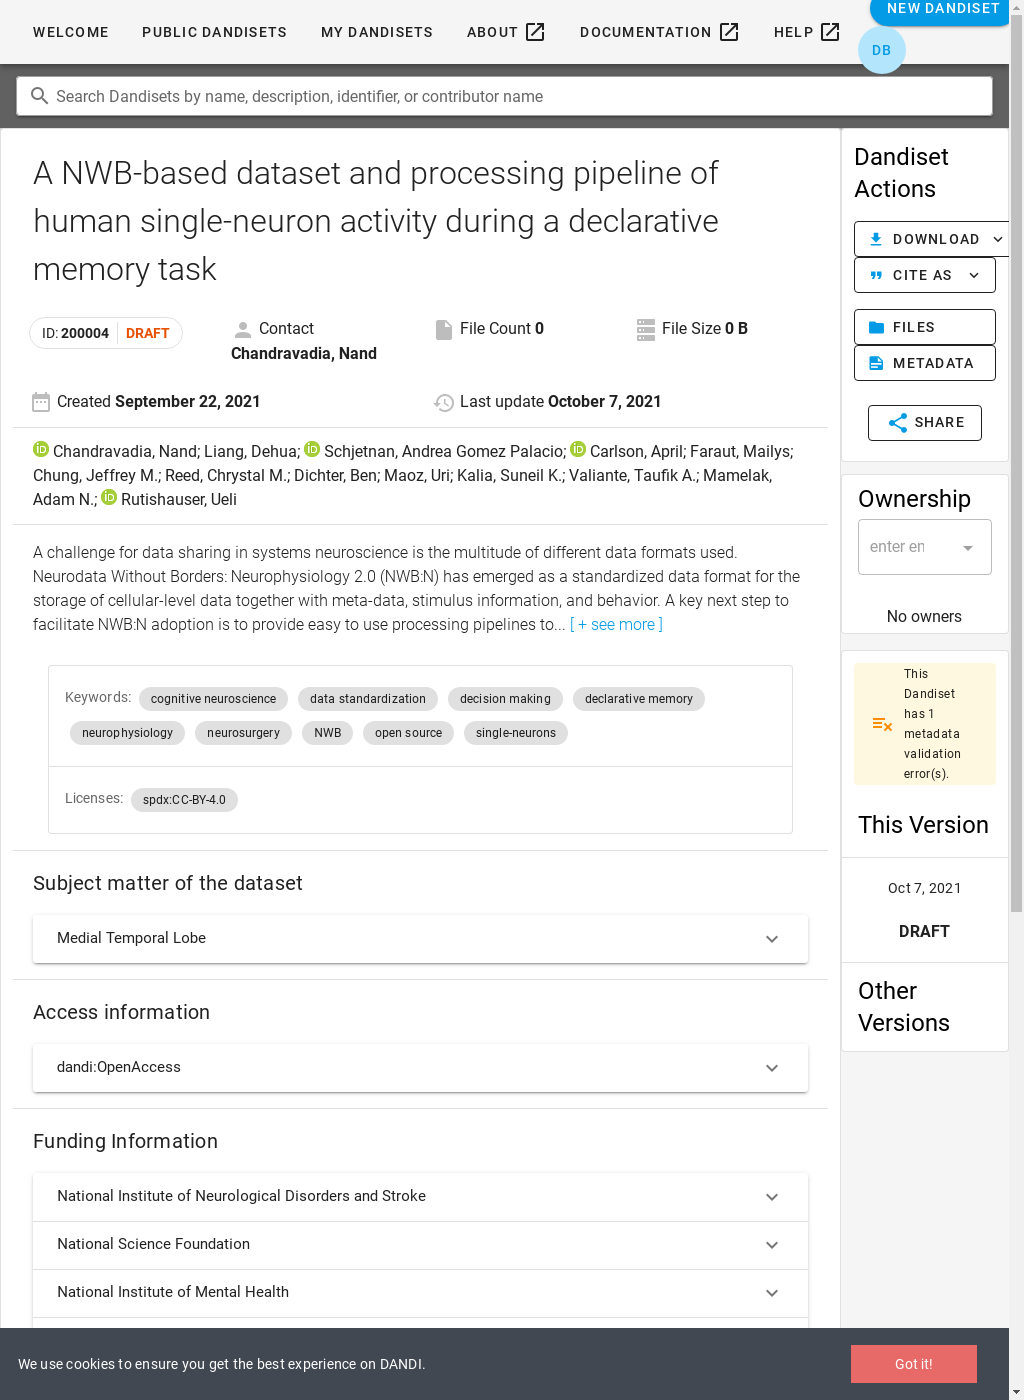 WELCOME PUBLIC DANDISETS MY DANDISETS ABOUT DOCUMENTATION HELP NEW DANDISET
DB
Search Dandisets by name, description, identifier, or contributor name
A NWB-based dataset and processing pipeline of
human single-neuron activity during a declarative
memory task
ID: 200004 DRAFT
Contact
Chandravadia, Nand
File Count 0
File Size 0 B
Created September 22, 2021
Last update October 7, 2021
iD Chandravadia, Nand; Liang, Dehua; iD Schjetnan, Andrea Gomez Palacio; iD Carlson, April; Faraut, Mailys;
Chung, Jeffrey M.; Reed, Chrystal M.; Dichter, Ben; Maoz, Uri; Kalia, Suneil K.; Valiante, Taufik A.; Mamelak,
Adam N.; iD Rutishauser, Ueli
A challenge for data sharing in systems neuroscience is the multitude of different data formats used.
Neurodata Without Borders: Neurophysiology 2.0 (NWB:N) has emerged as a standardized data format for the
storage of cellular-level data together with meta-data, stimulus information, and behavior. A key next step to
facilitate NWB:N adoption is to provide easy to use processing pipelines to... [ + see more ]
Keywords: cognitive neuroscience data standardization decision making declarative memory
neurophysiology neurosurgery NWB open source single-neurons
Licenses: spdx:CC-BY-4.0
Subject matter of the dataset
Medial Temporal Lobe
Access information
dandi:OpenAccess
Funding Information
National Institute of Neurological Disorders and Stroke
National Science Foundation
National Institute of Mental Health
Dandiset
Actions
DOWNLOAD
CITE AS
FILES
METADATA
SHARE
Ownership
enter en
No owners
This
Dandiset
has 1
metadata
validation
error(s).
This Version
Oct 7, 2021
DRAFT
Other
Versions
We use cookies to ensure you get the best experience on DANDI.
Got it!